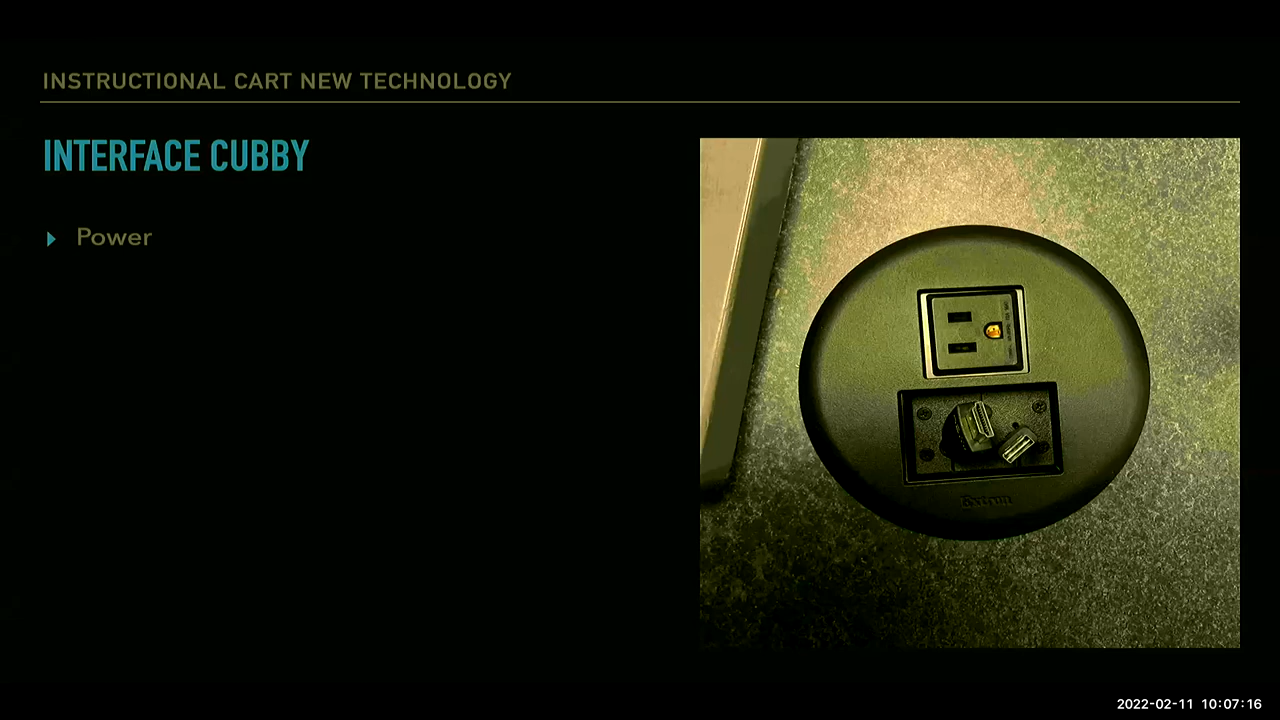 INSTRUCTIONAL CART NEW TECHNOLOGY
INTERFACE CUBBY
Power
Extron
2022-02-11 10:07:16